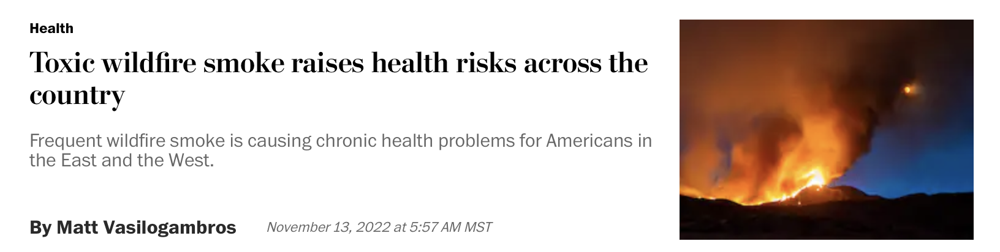 Health
Toxic wildfire smoke raises health risks across the
country
Frequent wildfire smoke is causing chronic health problems for Americans in
the East and the West.
By Matt Vasilogambros November 13, 2022 at 5:57 AM MST